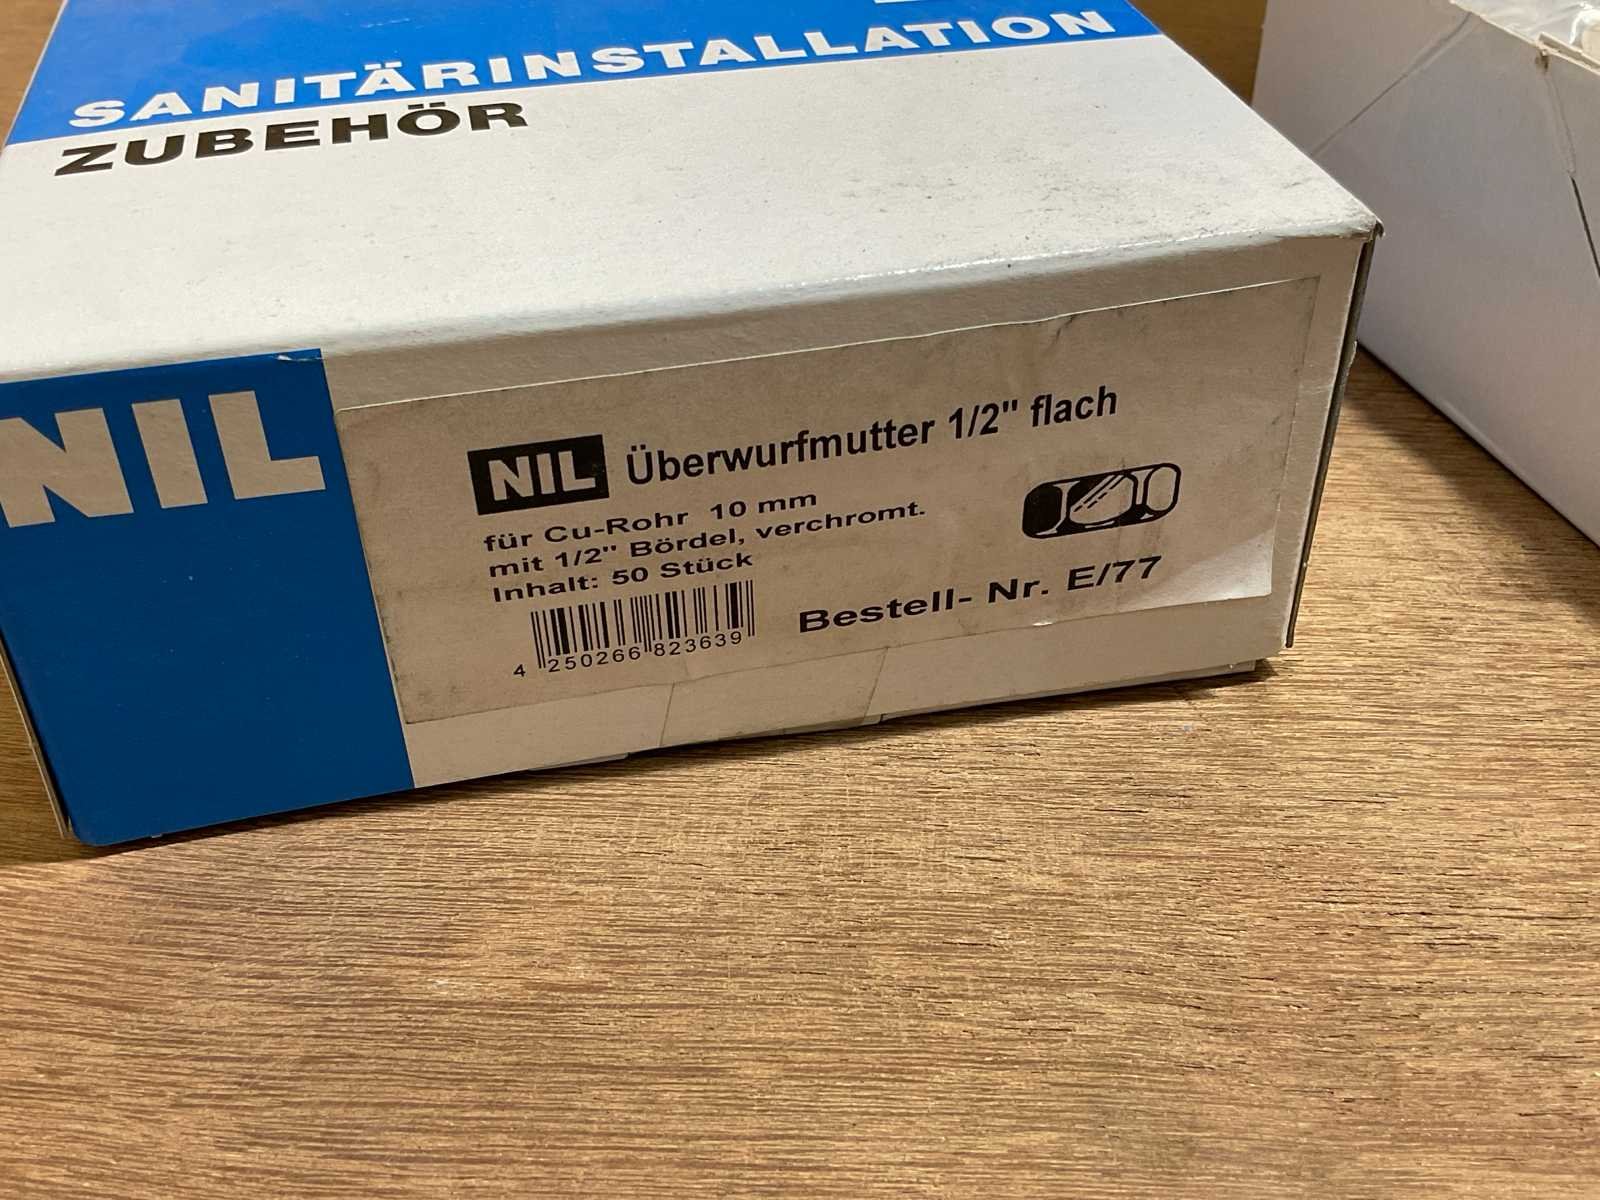 SANITÄRINSTALLATION
ZUBEHÖR
NIL
NIL Überwurfmutter 1/2" flach
für Cu-Rohr 10 mm
mit 1/2" Bördel, verchromt.
Inhalt: 50 Stück
Bestell- Nr. E/77
4 250266 823639